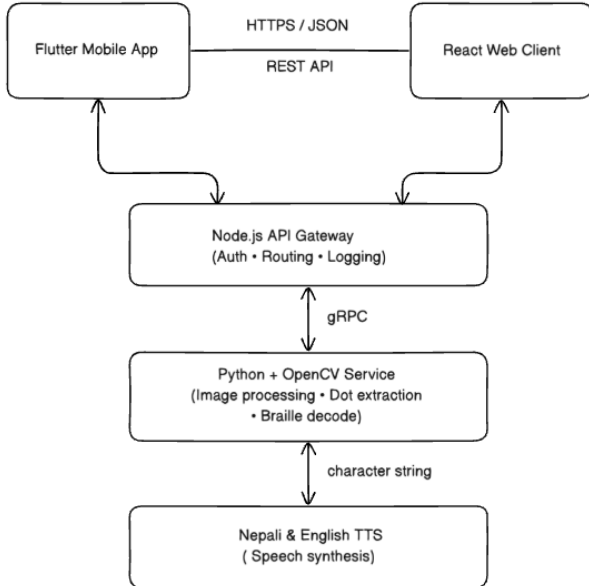 HTTPS / JSON
Flutter Mobile App
React Web Client
REST API
Node.js API Gateway
(Auth • Routing • Logging)
gRPC
Python + OpenCV Service
(Image processing • Dot extraction
• Braille decode)
character string
Nepali & English TTS
( Speech synthesis)